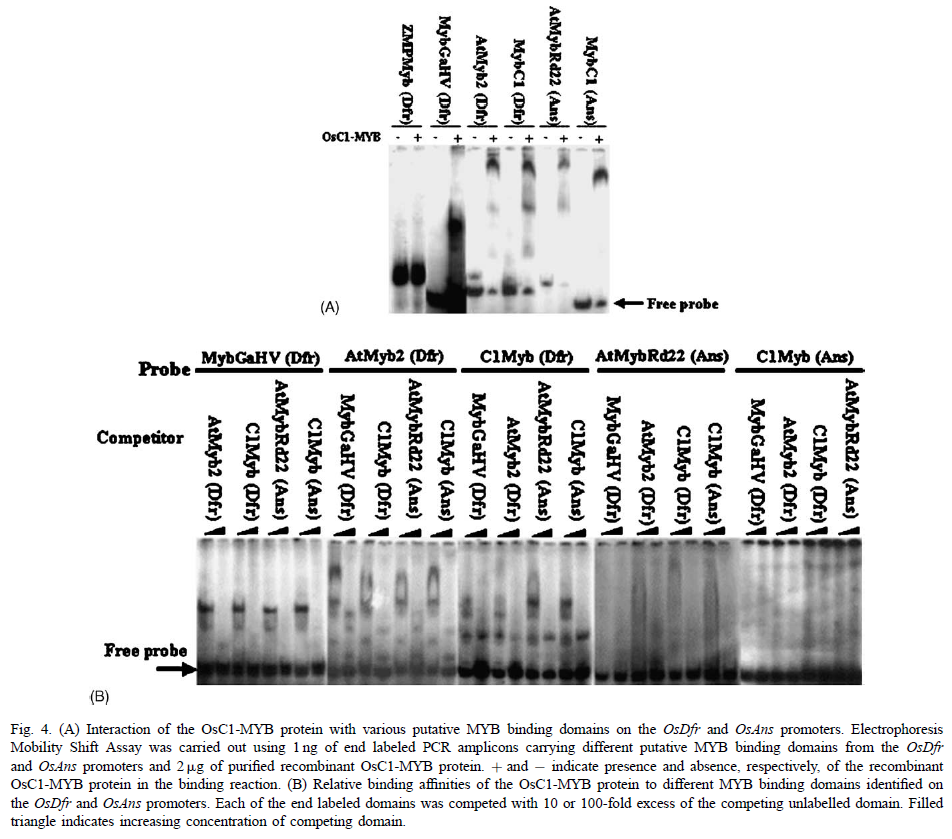 ZMPMyb (Dfr)
MybGaHV (Dfr)
AtMyb2 (Dfr)
MybC1 (Dfr)
AtMybRd22 (Ans)
MybC1 (Ans)
OsC1-MYB - + - + - + - + - + - +
(A)
Free probe
Probe
MybGaHV (Dfr) AtMyb2 (Dfr) C1Myb (Dfr) AtMybRd22 (Ans) C1Myb (Ans)
Competitor
AtMyb2 (Dfr)
C1Myb (Dfr)
AtMybRd22 (Ans)
C1Myb (Ans)
MybGaHV (Dfr)
C1Myb (Dfr)
AtMybRd22 (Ans)
C1Myb (Ans)
MybGaHV (Dfr)
AtMyb2 (Dfr)
AtMybRd22 (Ans)
C1Myb (Ans)
MybGaHV (Dfr)
AtMyb2 (Dfr)
C1Myb (Dfr)
C1Myb (Ans)
MybGaHV (Dfr)
AtMyb2 (Dfr)
C1Myb (Dfr)
AtMybRd22 (Ans)
Free probe
(B)
Fig. 4. (A) Interaction of the OsC1-MYB protein with various putative MYB binding domains on the OsDfr and OsAns promoters. Electrophoresis
Mobility Shift Assay was carried out using 1 ng of end labeled PCR amplicons carrying different putative MYB binding domains from the OsDfr
and OsAns promoters and 2 μg of purified recombinant OsC1-MYB protein. + and − indicate presence and absence, respectively, of the recombinant
OsC1-MYB protein in the binding reaction. (B) Relative binding affinities of the OsC1-MYB protein to different MYB binding domains identified on
the OsDfr and OsAns promoters. Each of the end labeled domains was competed with 10 or 100-fold excess of the competing unlabelled domain. Filled
triangle indicates increasing concentration of competing domain.